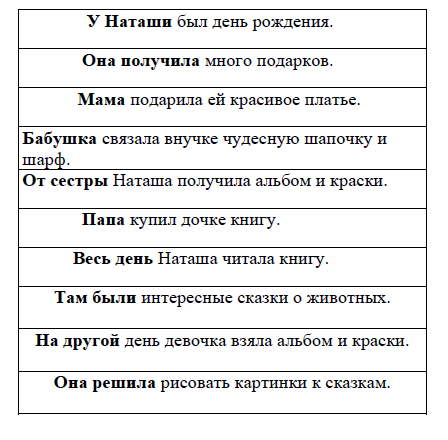 У Наташи был день рождения.
Она получила много подарков.
Мама подарила ей красивое платье.
Бабушка связала внучке чудесную шапочку и
шарф.
От сестры Наташа получила альбом и краски.
Папа купил дочке книгу.
Весь день Наташа читала книгу.
Там были интересные сказки о животных.
На другой день девочка взяла альбом и краски.
Она решила рисовать картинки к сказкам.